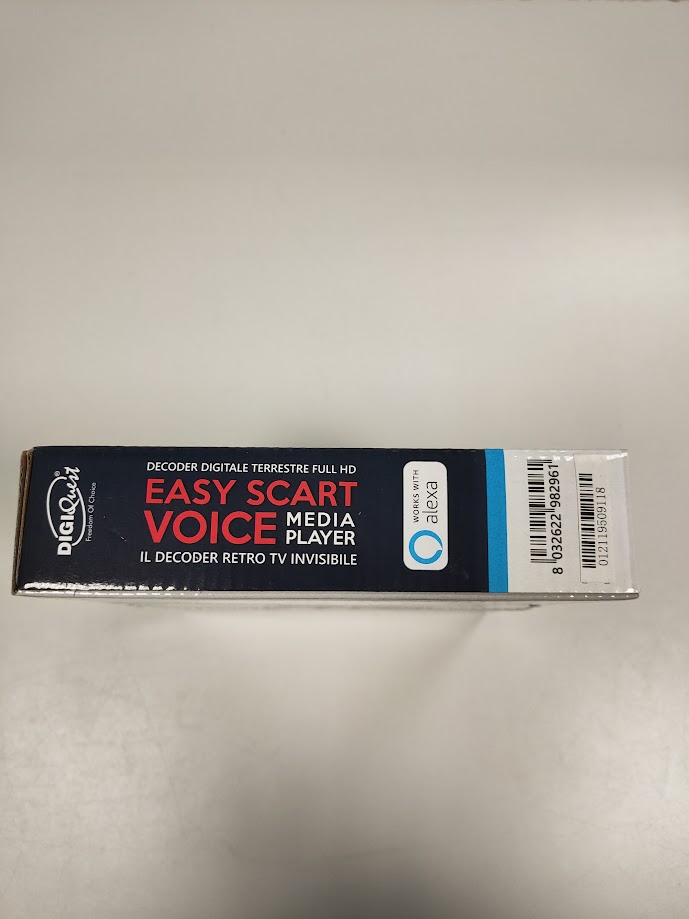 DIGIQuest®
Freedom Of Choice
DECODER DIGITALE TERRESTRE FULL HD
EASY SCART
VOICE MEDIA PLAYER
IL DECODER RETRO TV INVISIBILE
WORKS WITH
alexa
8 032622 982961
012119509118